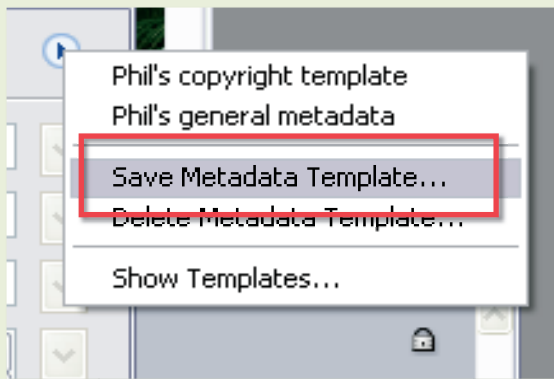 Phil's copyright template
Phil's general metadata
Save Metadata Template...
Delete Metadata Template...
Show Templates...